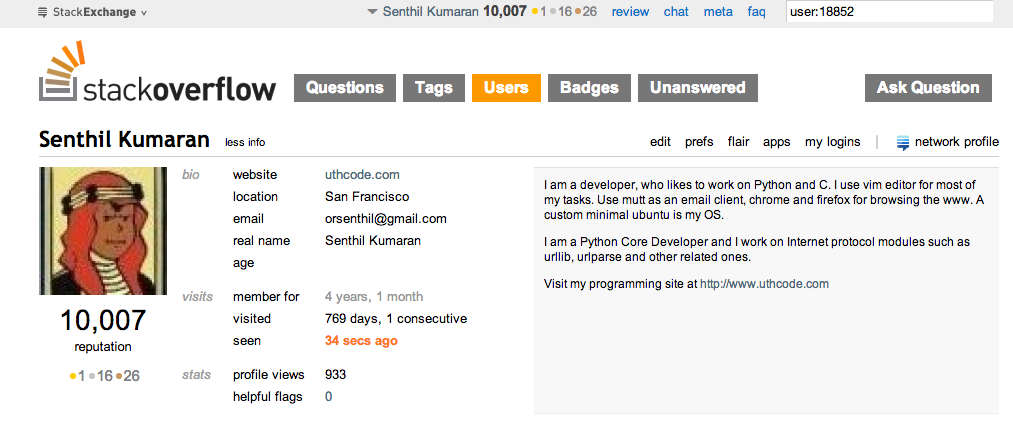 StackExchange Senthil Kumaran 10,007 1 16 26 review chat meta faq user:18852
stackoverflow Questions Tags Users Badges Unanswered Ask Question
Senthil Kumaran less info edit prefs flair apps my logins | network profile
bio website uthcode.com
location San Francisco
email orsenthil@gmail.com
real name Senthil Kumaran
age
visits member for 4 years, 1 month
visited 769 days, 1 consecutive
seen 34 secs ago
stats profile views 933
helpful flags 0
10,007
reputation
1 16 26
I am a developer, who likes to work on Python and C. I use vim editor for most of
my tasks. Use mutt as an email client, chrome and firefox for browsing the www. A
custom minimal ubuntu is my OS.
I am a Python Core Developer and I work on Internet protocol modules such as
urllib, urlparse and other related ones.
Visit my programming site at http://www.uthcode.com